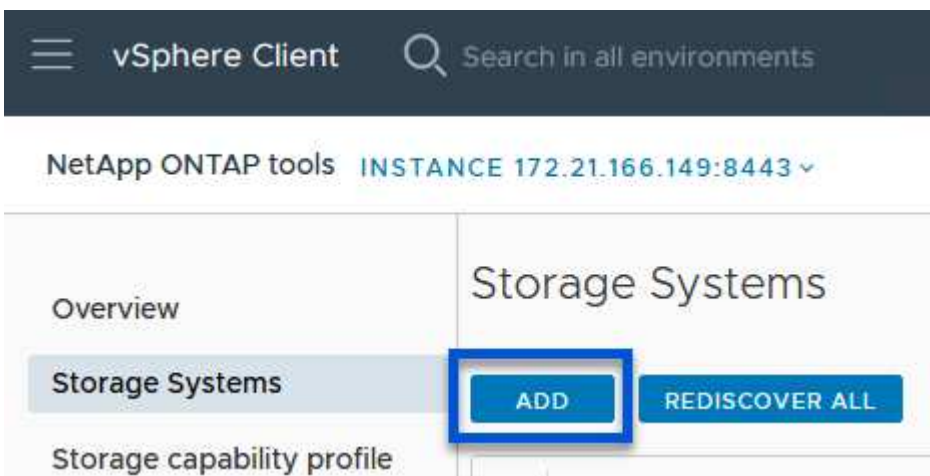 vSphere Client Search in all environments
NetApp ONTAP tools INSTANCE 172.21.166.149:8443
Storage Systems
Overview
Storage Systems
ADD REDISCOVER ALL
Storage capability profile